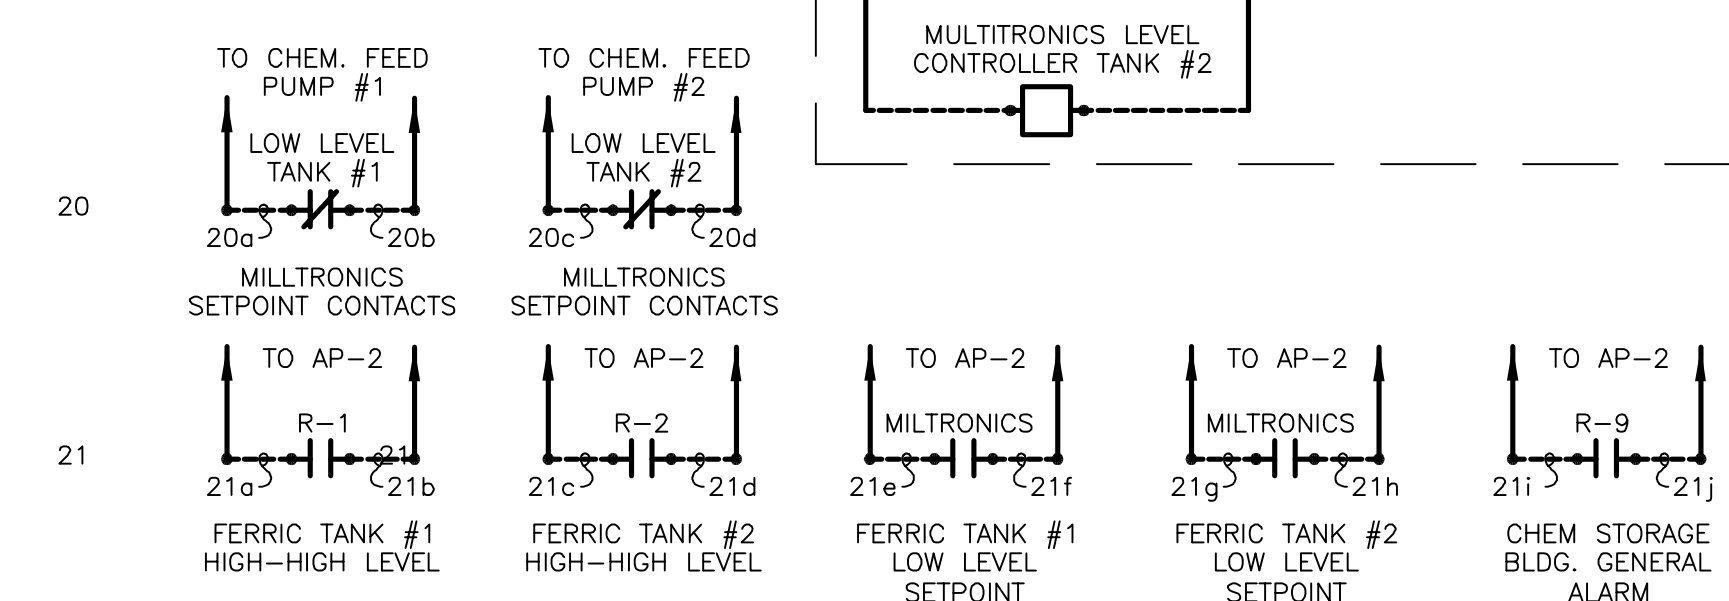 MULTITRONICS LEVEL
CONTROLLER TANK #2
TO CHEM. FEED
PUMP #1
TO CHEM. FEED
PUMP #2
LOW LEVEL
TANK #1
LOW LEVEL
TANK #2
20
20a
20b
20c
20d
MILLTRONICS
SETPOINT CONTACTS
MILLTRONICS
SETPOINT CONTACTS
TO AP-2
TO AP-2
TO AP-2
TO AP-2
TO AP-2
R-1
R-2
MILTRONICS
MILTRONICS
R-9
21
21
21a
21b
21c
21d
21e
21f
21g
21h
21i
21j
FERRIC TANK #1
HIGH-HIGH LEVEL
FERRIC TANK #2
HIGH-HIGH LEVEL
FERRIC TANK #1
LOW LEVEL
SETPOINT
FERRIC TANK #2
LOW LEVEL
SETPOINT
CHEM STORAGE
BLDG. GENERAL
ALARM